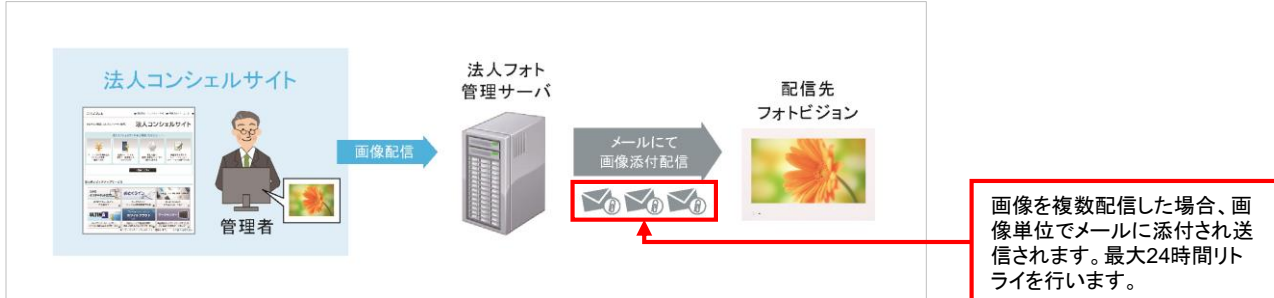 法人コンシェルサイト
法人コンシェルサイト
管理者
画像配信
法人フォト
管理サーバ
メールにて
画像添付配信
配信先
フォトビジョン
画像を複数配信した場合、画
像単位でメールに添付され送
信されます。最大24時間リト
ライを行います。